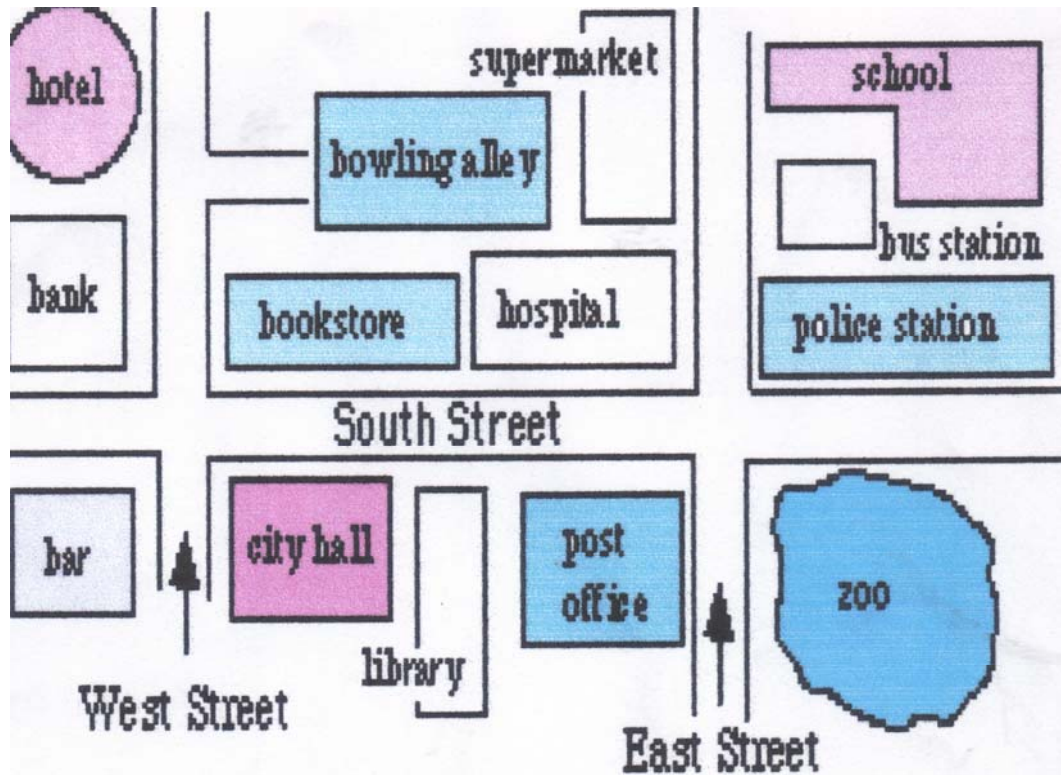 supermarket
school
hotel
bowling alley
bus station
bank
bookstore
hospital
police station
South Street
bar
city hall
post
office
zoo
library
West Street
East Street